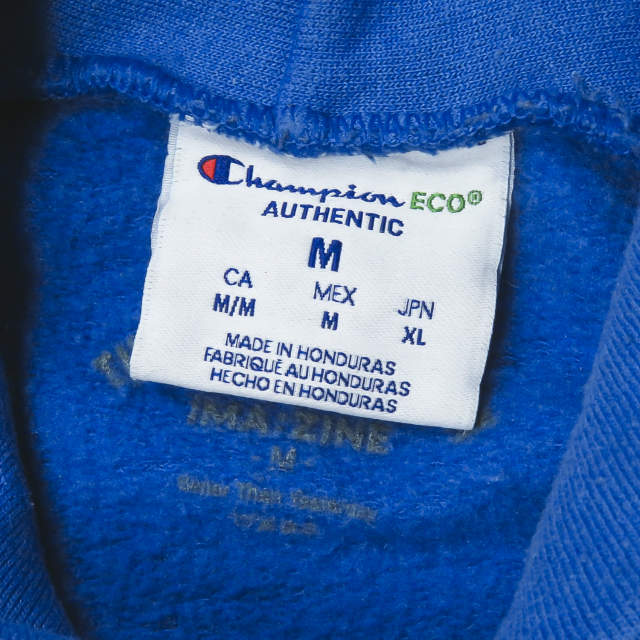 Champion ECO®
AUTHENTIC
M
CA MEX JPN
M/M M XL
MADE IN HONDURAS
FABRIQUÉ AU HONDURAS
HECHO EN HONDURAS
M